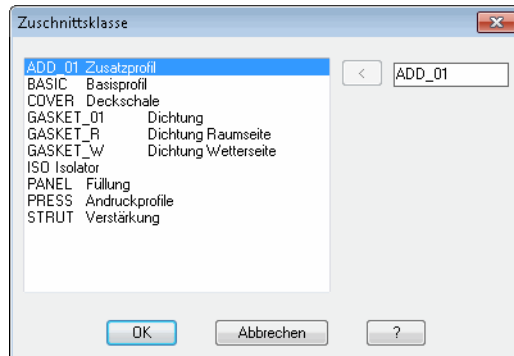 Zuschnittsklasse
ADD_01 Zusatzprofil
BASIC Basisprofil
COVER Deckschale
GASKET_01 Dichtung
GASKET_R Dichtung Raumseite
GASKET_W Dichtung Wetterseite
ISO Isolator
PANEL Füllung
PRESS Andruckprofile
STRUT Verstärkung
< ADD_01
OK Abbrechen ?